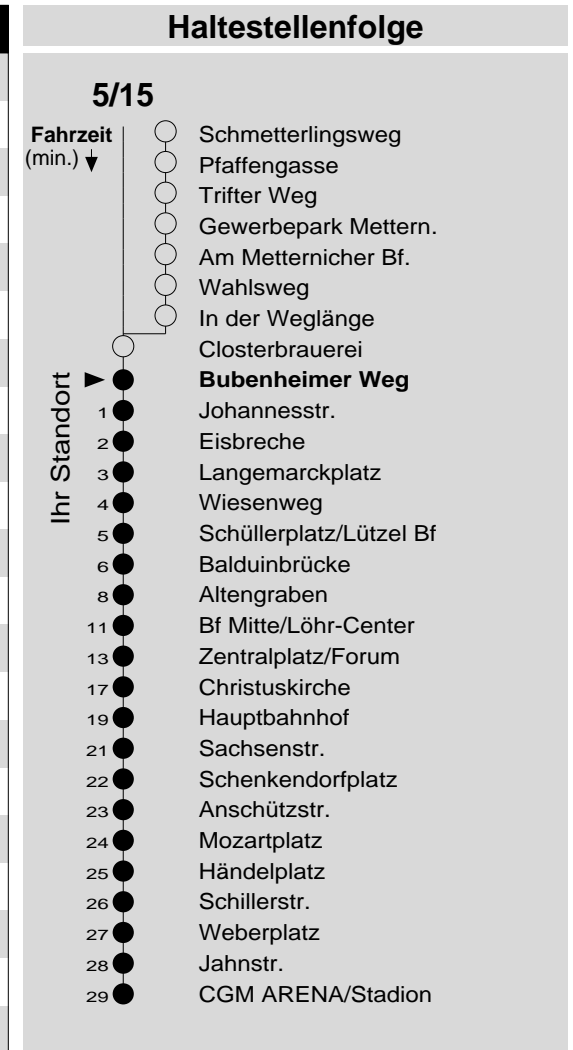 Haltestellenfolge
5/15
Fahrzeit
(min.)
Schmetterlingsweg
Pfaffengasse
Trifter Weg
Gewerbepark Mettern.
Am Metternicher Bf.
Wahlsweg
In der Weglänge
Closterbrauerei
Ihr Standort
Bubenheimer Weg
1 Johannesstr.
2 Eisbreche
3 Langemarckplatz
4 Wiesenweg
5 Schüllerplatz/Lützel Bf
6 Balduinbrücke
8 Altengraben
11 Bf Mitte/Löhr-Center
13 Zentralplatz/Forum
17 Christuskirche
19 Hauptbahnhof
21 Sachsenstr.
22 Schenkendorfplatz
23 Anschützstr.
24 Mozartplatz
25 Händelplatz
26 Schillerstr.
27 Weberplatz
28 Jahnstr.
29 CGM ARENA/Stadion